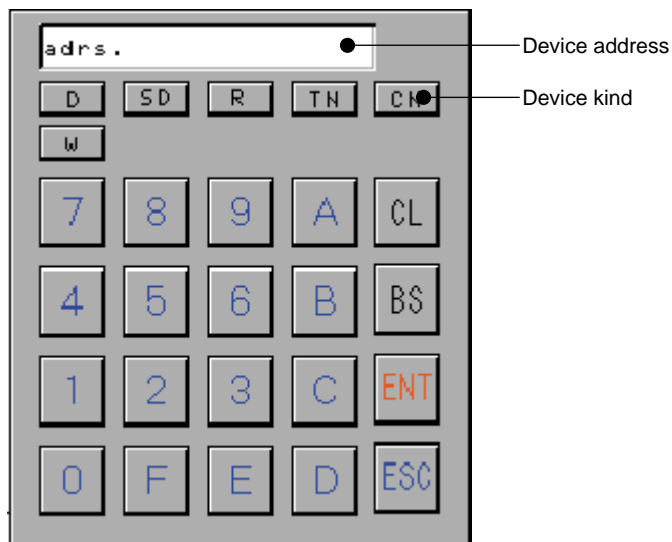 adrs. Device address
D SD R TN CN Device kind
W
7 8 9 A CL
4 5 6 B BS
1 2 3 C ENT
0 F E D ESC